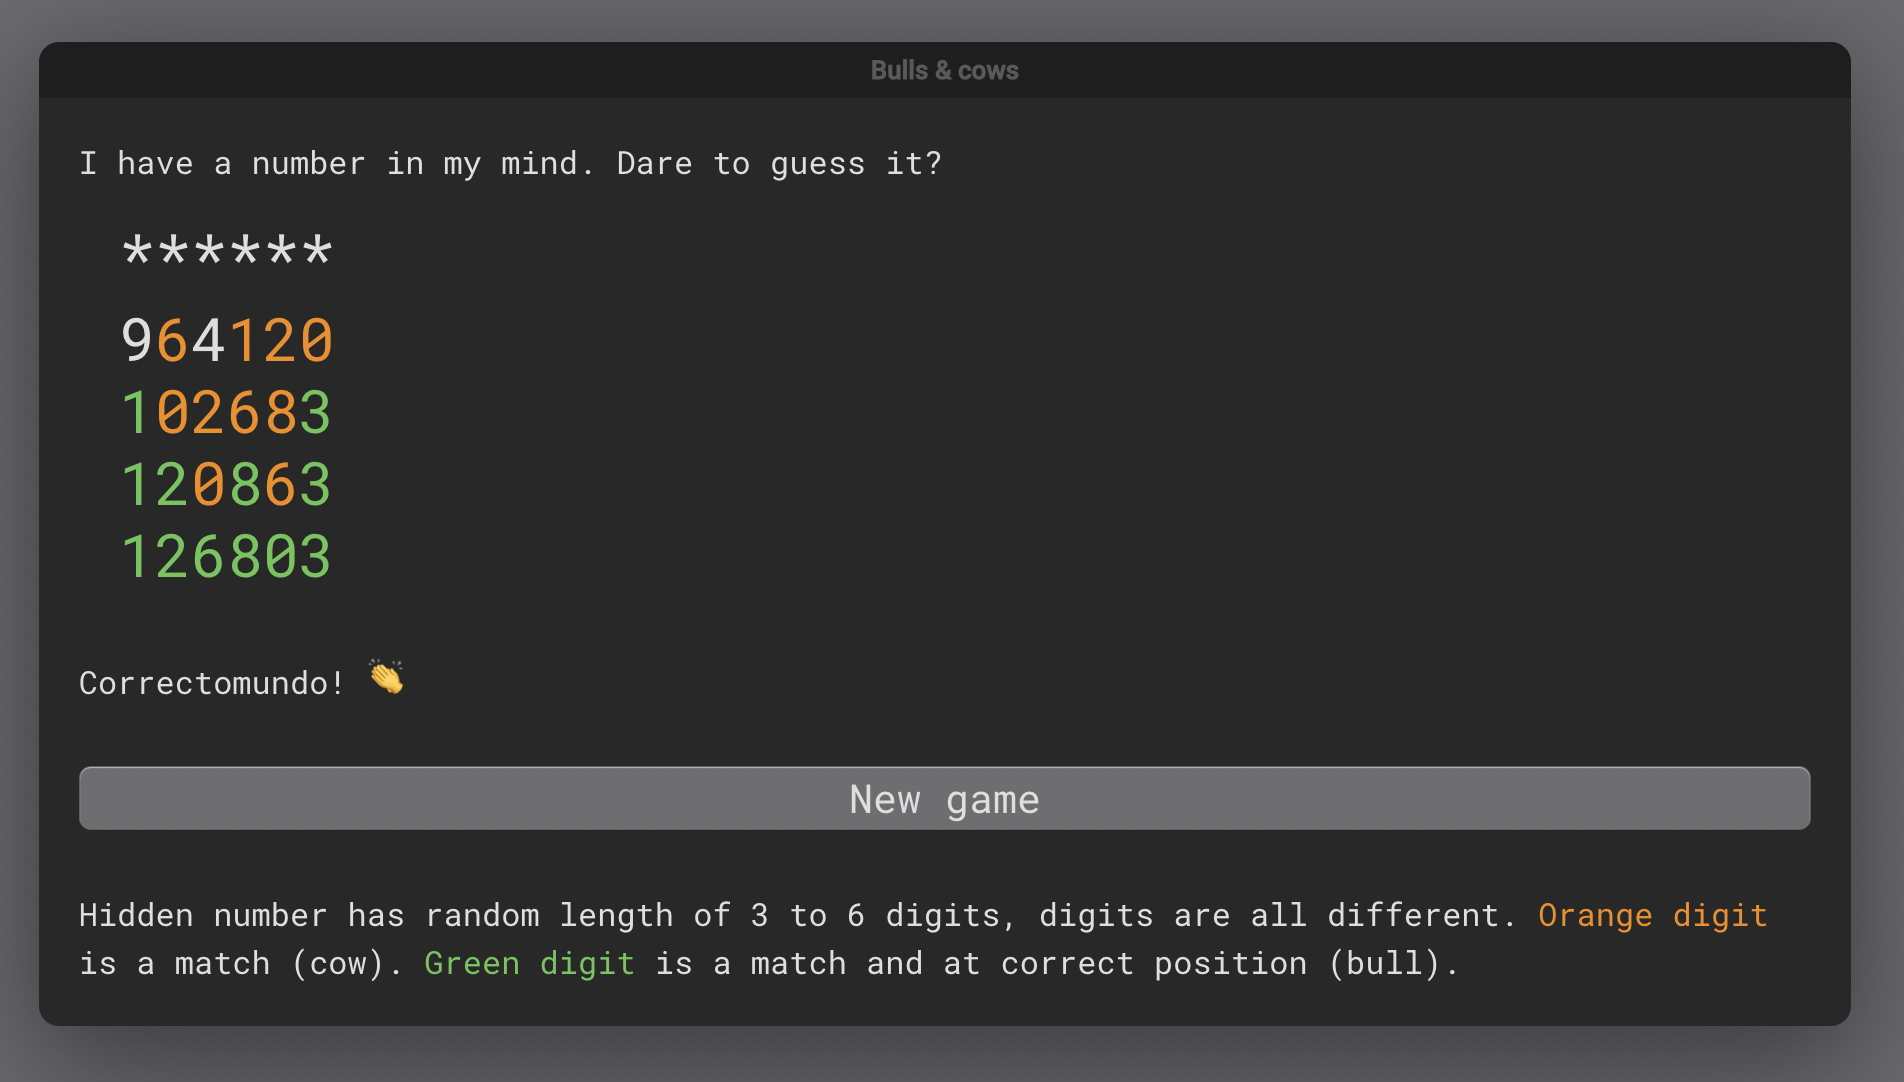 Bulls & cows
I have a number in my mind. Dare to guess it?
******
964120
102683
120863
126803
Correctomundo! 👏
New game
Hidden number has random length of 3 to 6 digits, digits are all different. Orange digit
is a match (cow). Green digit is a match and at correct position (bull).